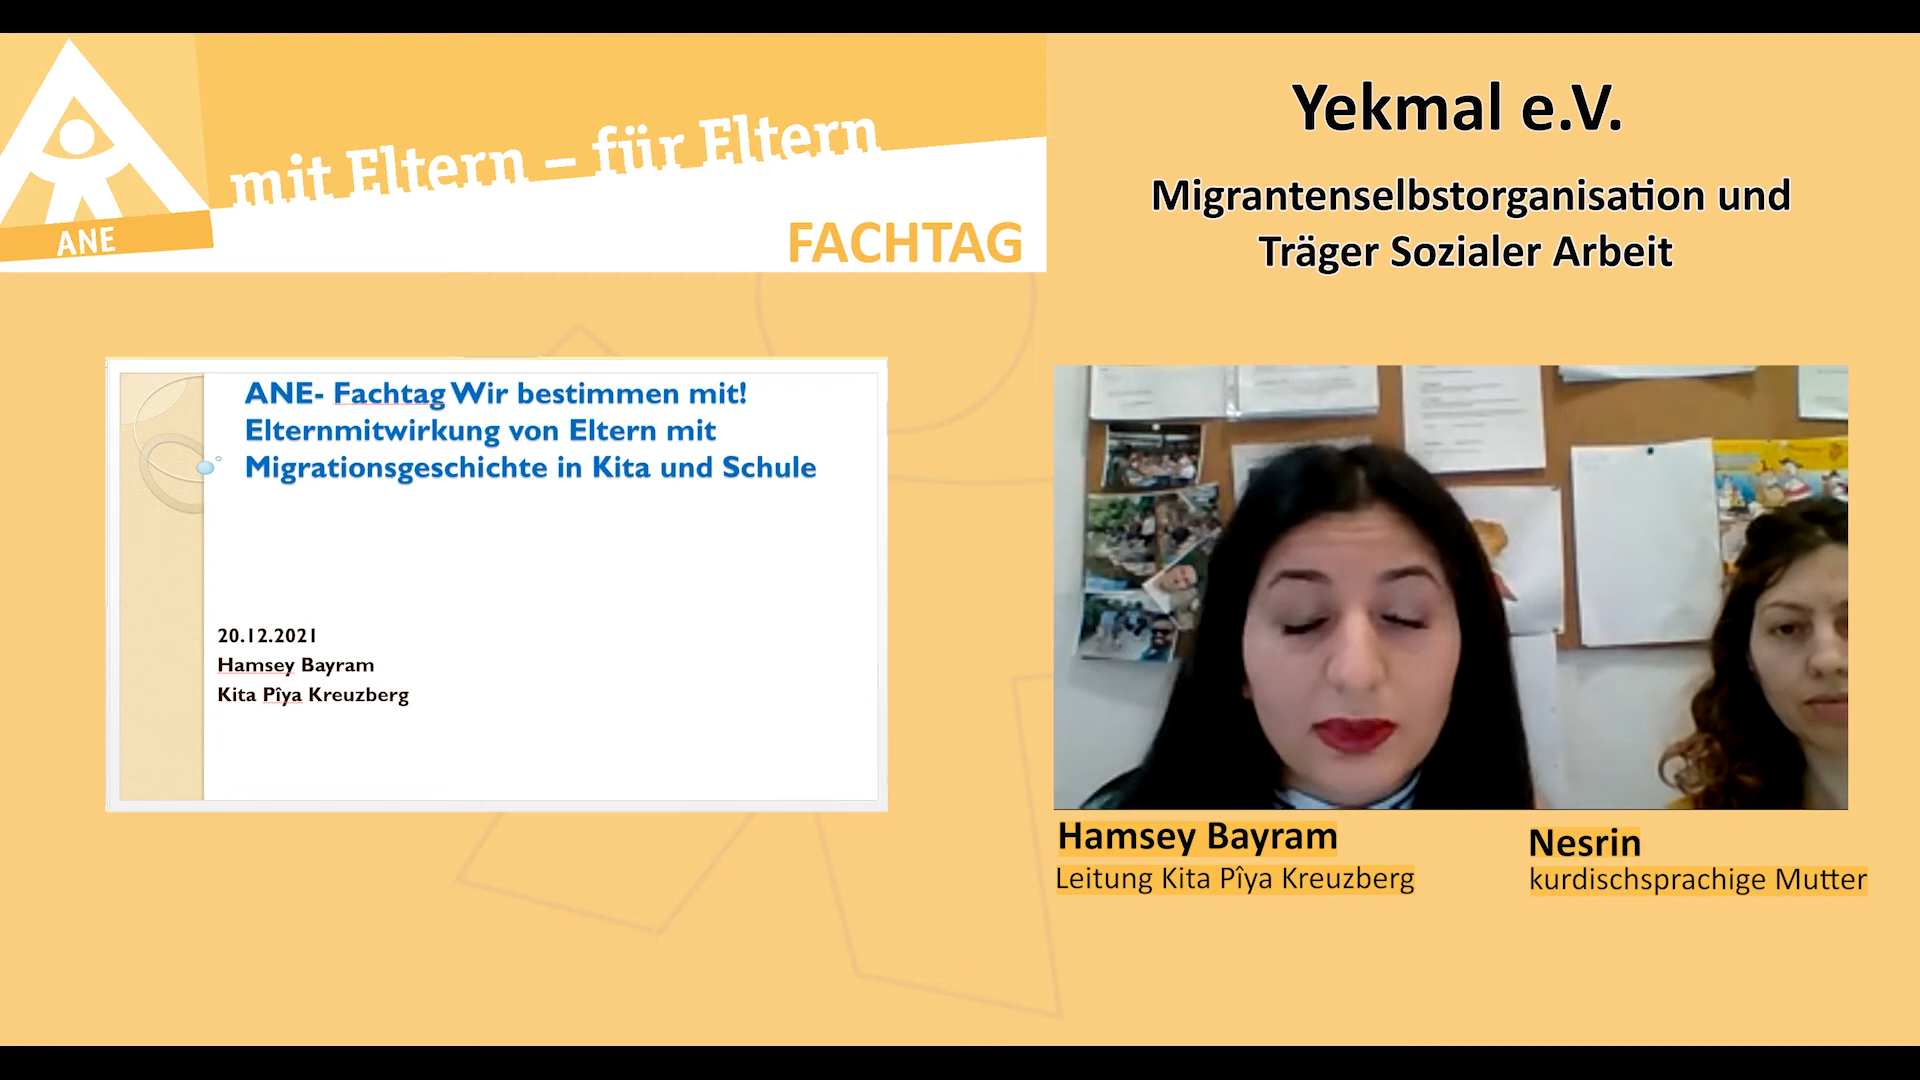 mit Eltern – für Eltern
ANE
FACHTAG
Yekmal e.V.
Migrantenselbstorganisation und
Träger Sozialer Arbeit
ANE- Fachtag Wir bestimmen mit!
Elternmitwirkung von Eltern mit
Migrationsgeschichte in Kita und Schule
20.12.2021
Hamsey Bayram
Kita Pîya Kreuzberg
Hamsey Bayram
Leitung Kita Pîya Kreuzberg
Nesrin
kurdischsprachige Mutter